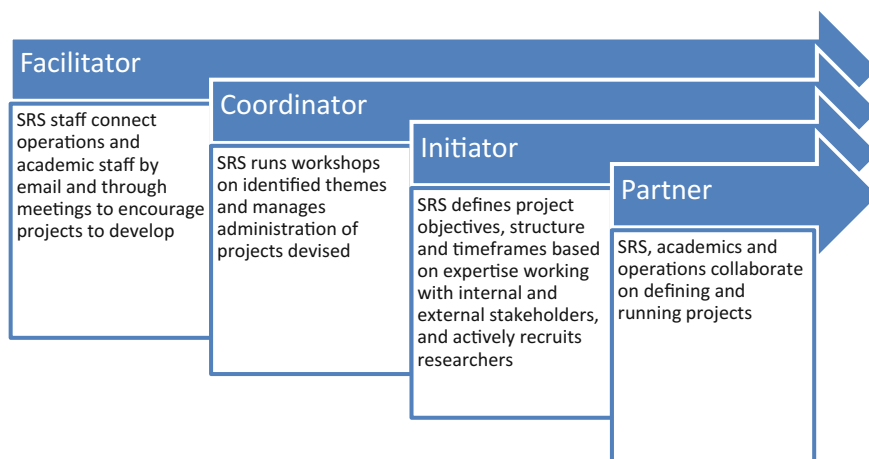 Facilitator
SRS staff connect
operations and
academic staff by
email and through
meetings to encourage
projects to develop
Coordinator
SRS runs workshops
on identified themes
and manages
administration of
projects devised
Initiator
SRS defines project
objectives, structure
and timeframes based
on expertise working
with internal and
external stakeholders,
and actively recruits
researchers
Partner
SRS, academics and
operations collaborate
on defining and
running projects